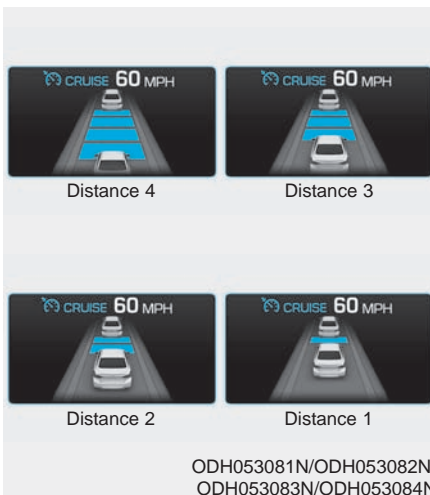 CRUISE 60 MPH
CRUISE 60 MPH
Distance 4
Distance 3
CRUISE 60 MPH
CRUISE 60 MPH
Distance 2
Distance 1
ODH053081N/ODH053082N
ODH053083N/ODH053084N